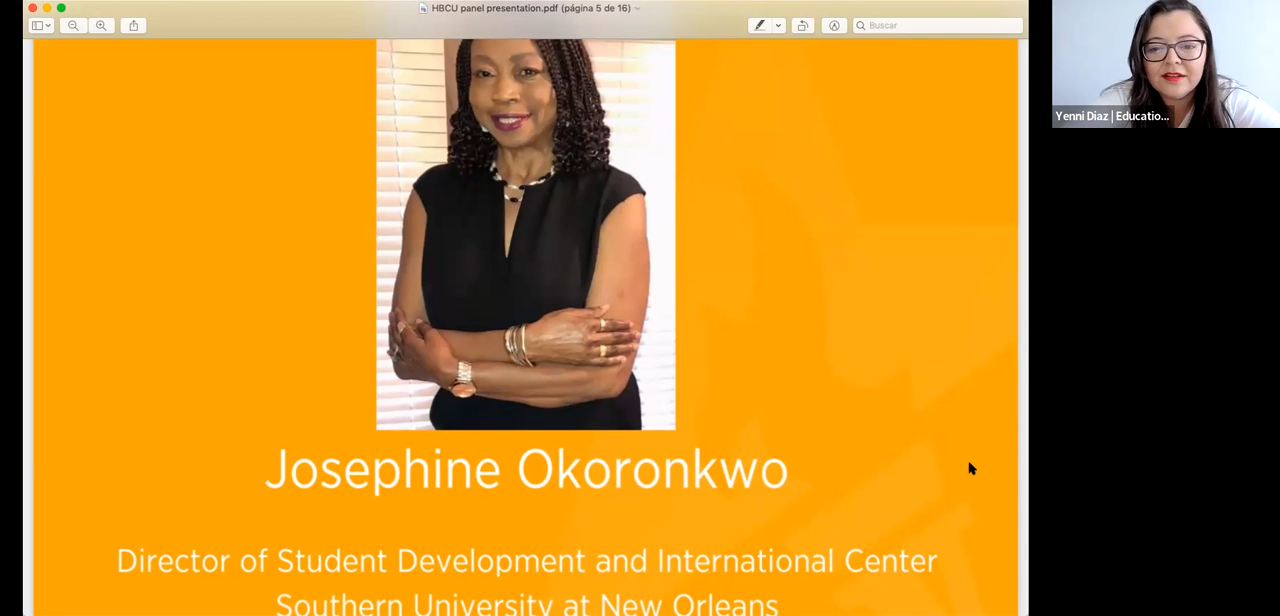 HBCU panel presentation.pdf (página 5 de 16)
Buscar
Yenni Diaz | Educatio...
Josephine Okoronkwo
Director of Student Development and International Center
Southern University at New Orleans